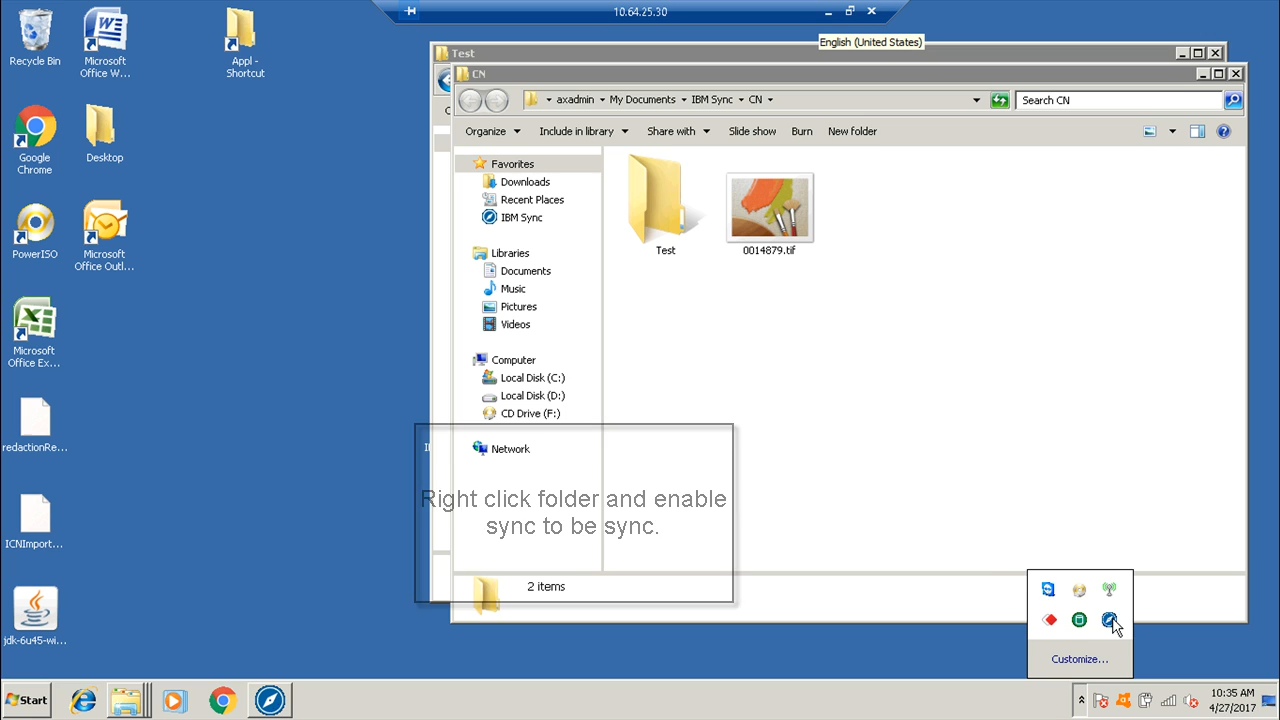 10.64.25.30
English (United States)
Recycle Bin
Microsoft
Office W...
Appl -
Shortcut
Google
Chrome
Desktop
PowerISO
Microsoft
Office Outl...
Microsoft
Office Ex...
redactionRe...
ICNImport...
jdk-6u45-wi...
Test
CN
axadmin
My Documents
IBM Sync
CN
Search CN
Organize
Include in library
Share with
Slide show
Burn
New folder
Favorites
Downloads
Recent Places
IBM Sync
Libraries
Documents
Music
Pictures
Videos
Computer
Local Disk (C:)
Local Disk (D:)
CD Drive (F:)
Network
Test
0014879.tif
Right click folder and enable
sync to be sync.
2 items
Customize...
Start
10:35 AM
4/27/2017